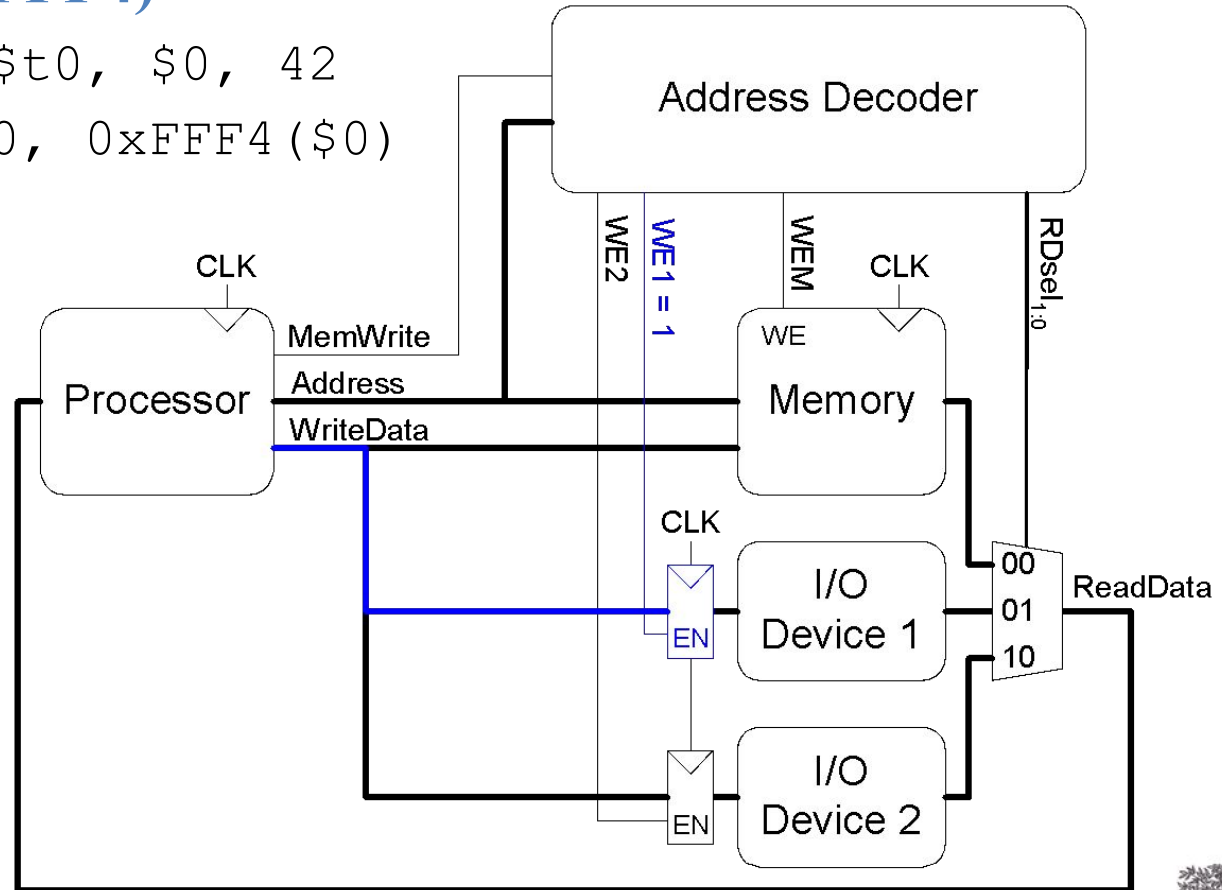 $t0, $0, 42
0, 0xFFF4($0)
Address Decoder
WE2
WE1 = 1
WEM
RDsel1:0
CLK
CLK
MemWrite
Address
WriteData
Processor
WE
Memory
CLK
EN
I/O
Device 1
00
01
10
ReadData
EN
I/O
Device 2